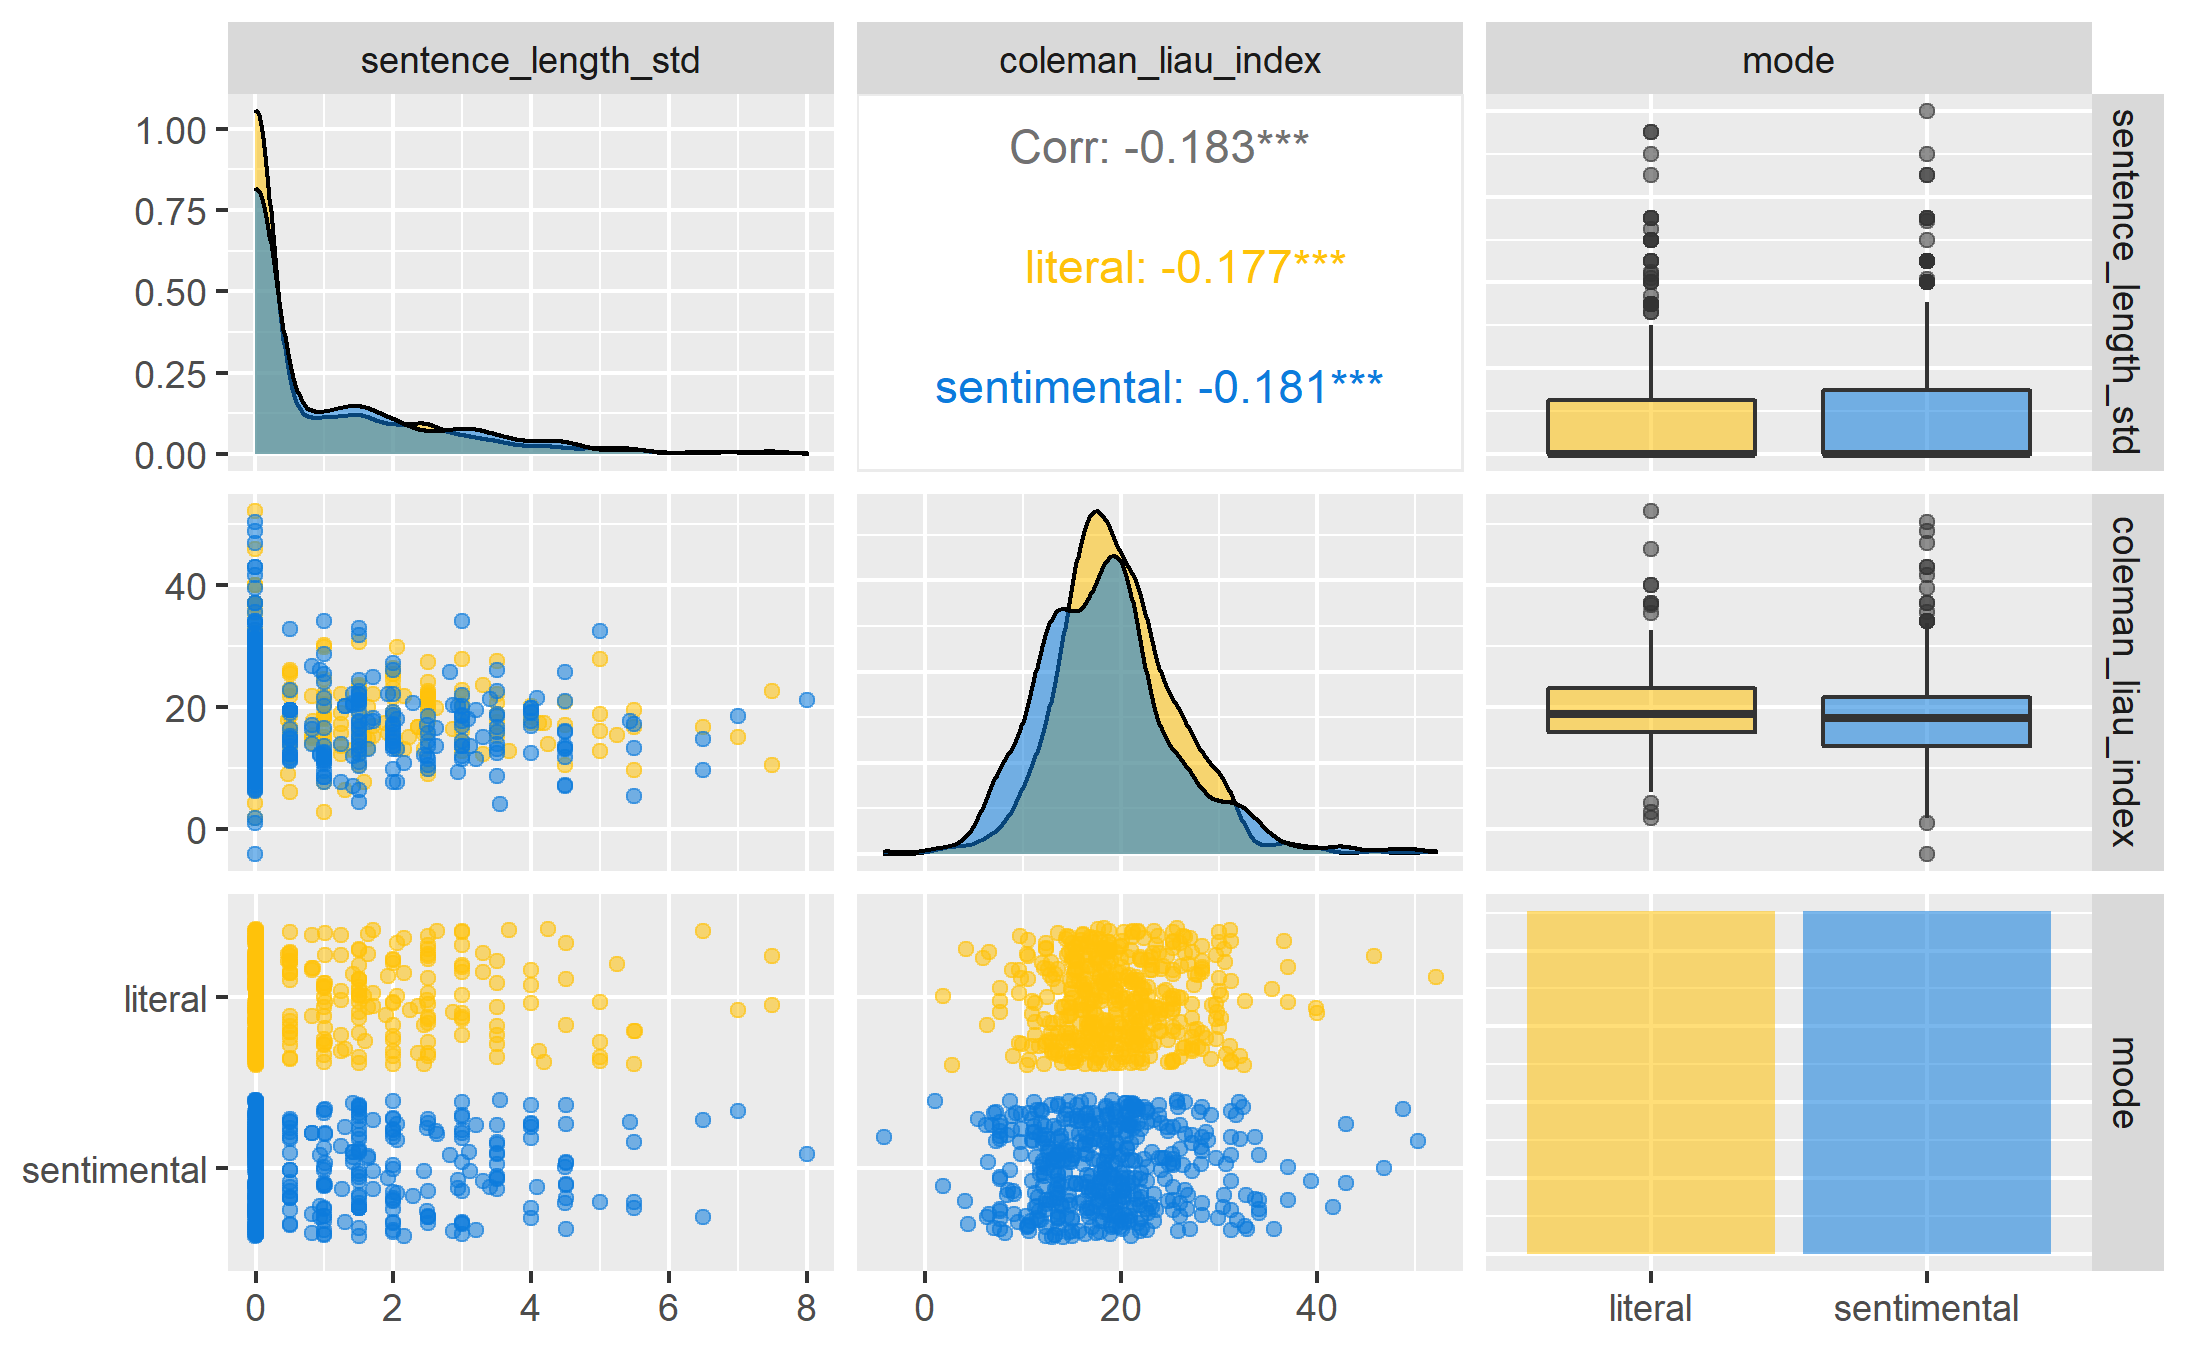 sentence_length_std
coleman_liau_index
mode
1.00
0.75
0.50
0.25
0.00
Corr: -0.183***
literal: -0.177***
sentimental: -0.181***
sentence_length_std
40
20
0
coleman_liau_index
literal
sentimental
mode
0 2 4 6 8
0 20 40
literal sentimental